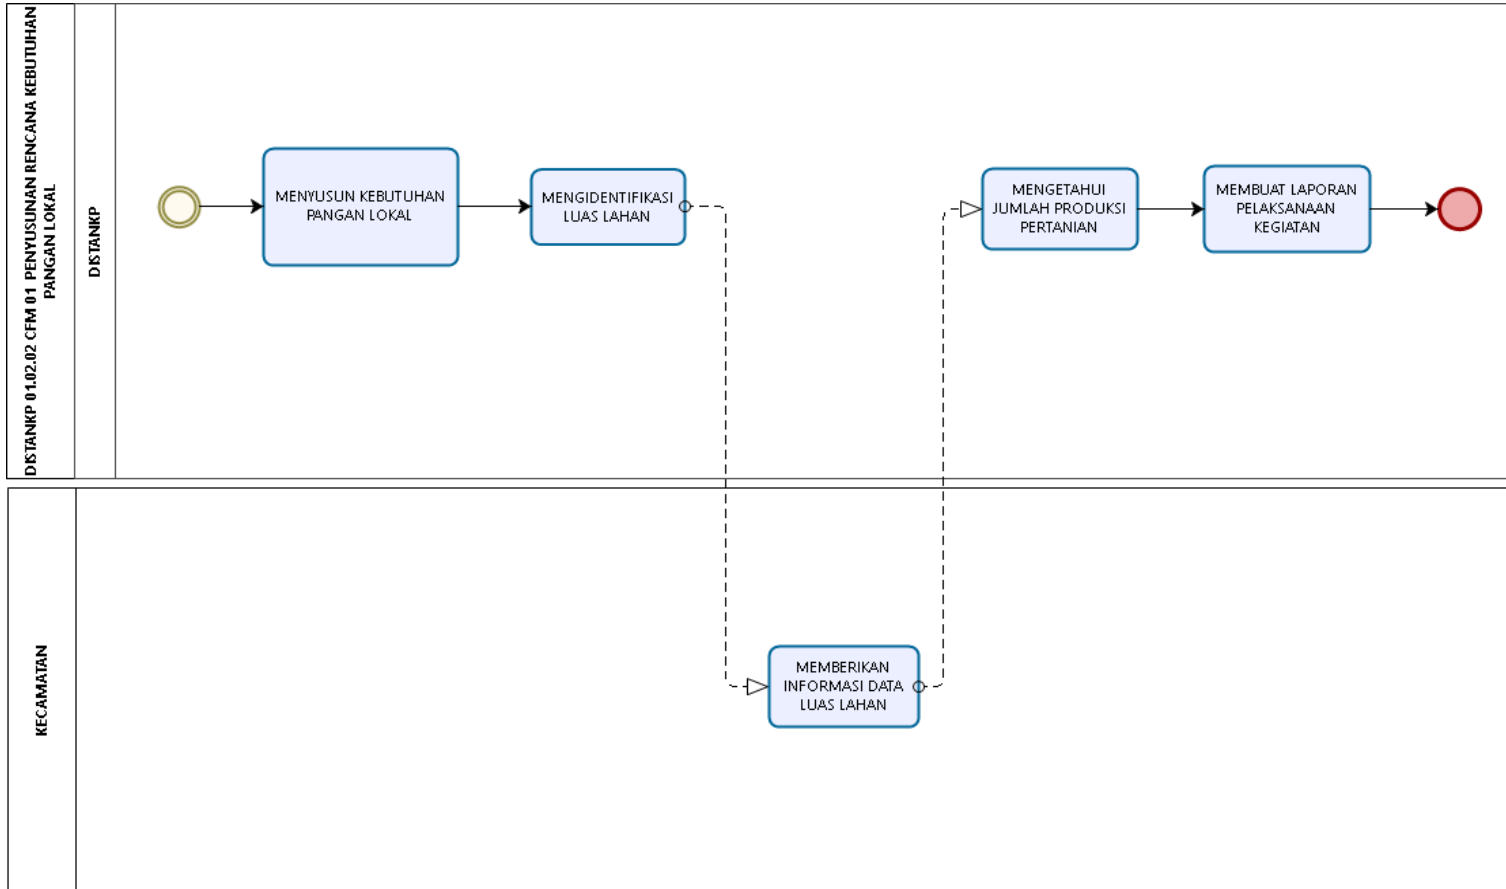 DISTANKP 01.02.02 CFM 01 PENYUSUNAN RENCANA KEBUTUHAN
PANGAN LOKAL
DISTANKP
MENYUSUN KEBUTUHAN
PANGAN LOKAL
MENGIDENTIFIKASI
LUAS LAHAN
MENGETAHUI
JUMLAH PRODUKSI
PERTANIAN
MEMBUAT LAPORAN
PELAKSANAAN
KEGIATAN
KECAMATAN
MEMBERIKAN
INFORMASI DATA
LUAS LAHAN